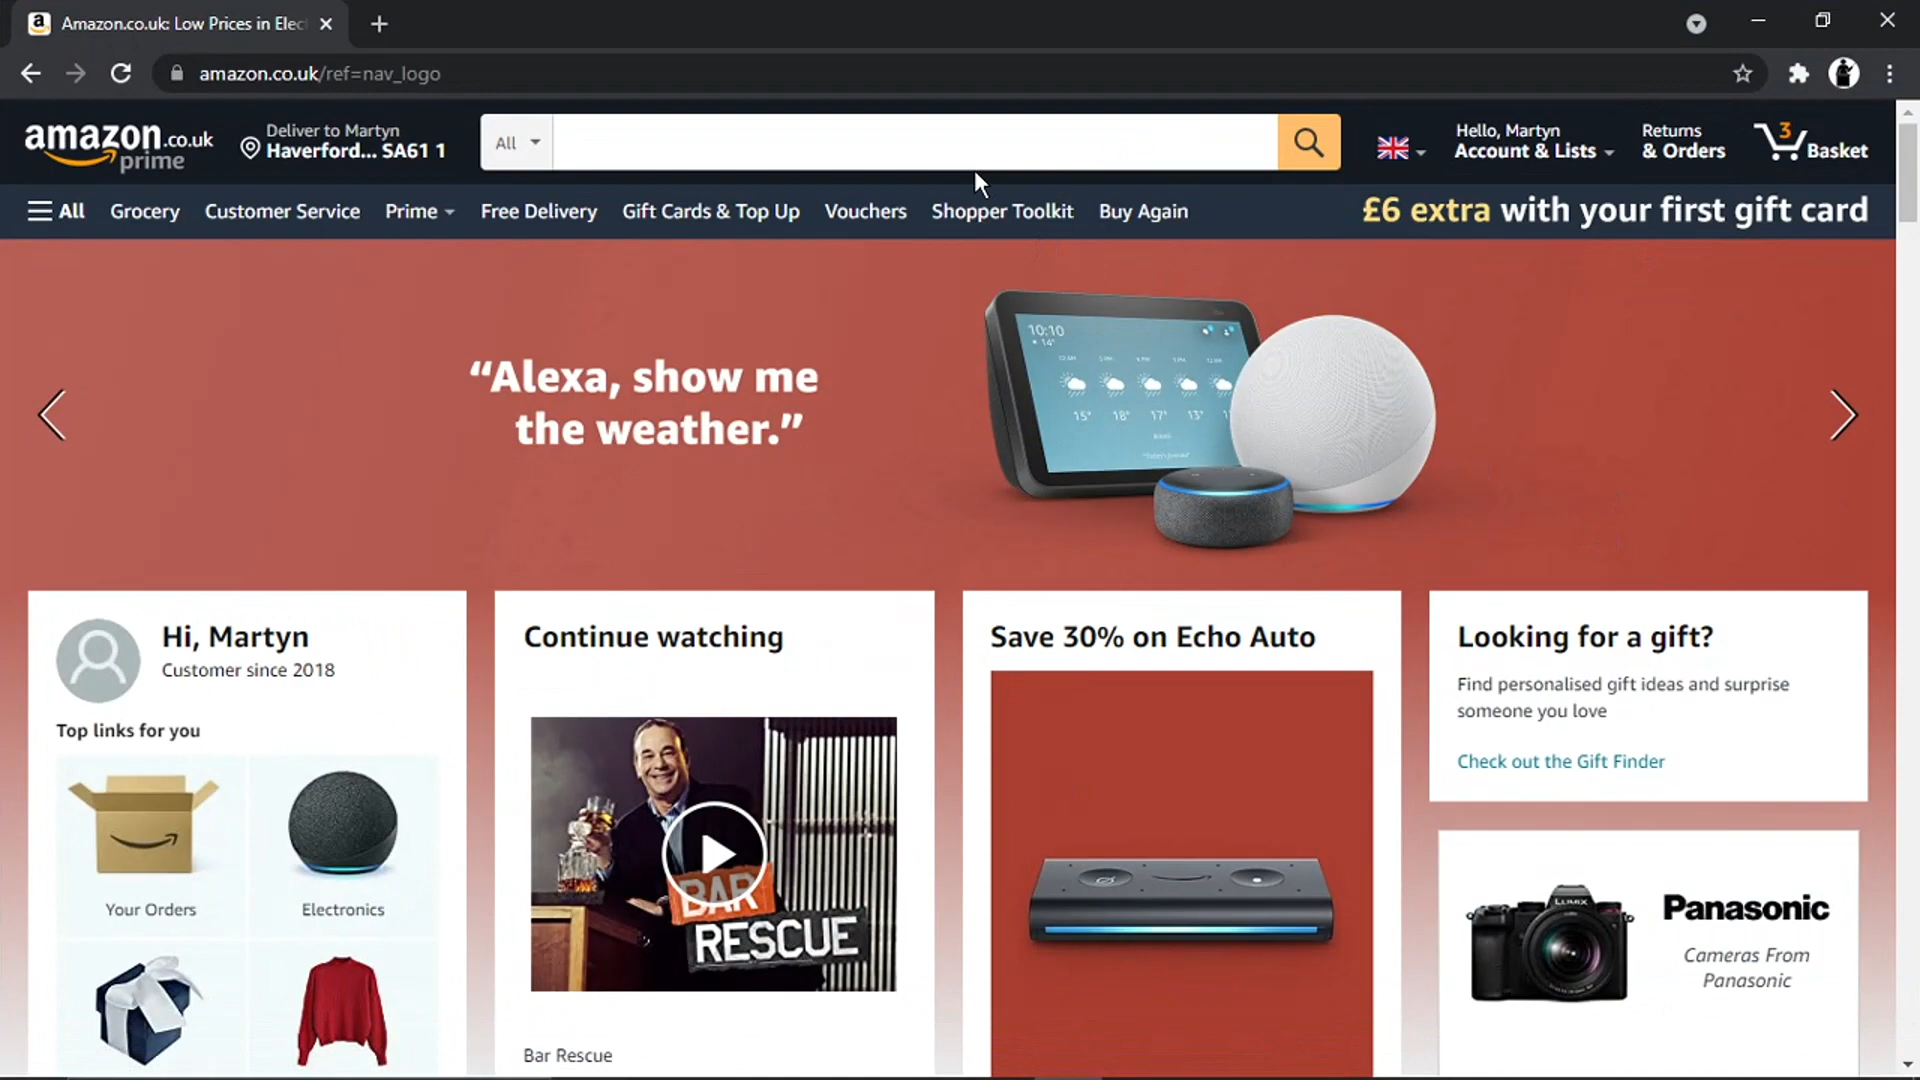 Amazon.co.uk: Low Prices in Elec
amazon.co.uk/ref=nav_logo
amazon.co.uk
prime
Deliver to Martyn
Haverford... SA61 1
All
Hello, Martyn
Account & Lists
Returns
& Orders
3
Basket
All
Grocery
Customer Service
Prime
Free Delivery
Gift Cards & Top Up
Vouchers
Shopper Toolkit
Buy Again
£6 extra with your first gift card
“Alexa, show me
the weather.”
10:10
14°
15° 18° 17° 13°
Hi, Martyn
Customer since 2018
Top links for you
Your Orders
Electronics
Continue watching
BAR
RESCUE
Bar Rescue
Save 30% on Echo Auto
Looking for a gift?
Find personalised gift ideas and surprise
someone you love
Check out the Gift Finder
LUMIX
Panasonic
Cameras From
Panasonic